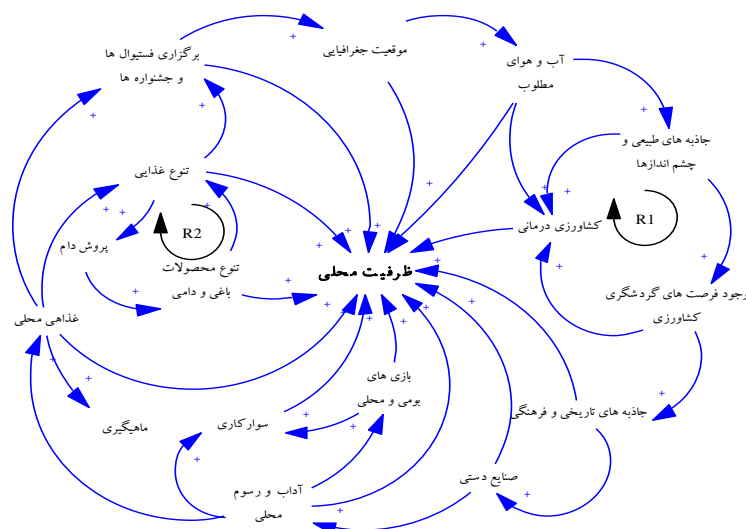 برگزاری فستیوال ها
و جشنواره ها
موقعیت جغرافیایی
آب و هوای
مطلوب
جاذبه های طبیعی و
چشم اندازها
تنوع غذایی
R2
R1
کشاورزی درمانی
پروش دام
تنوع محصولات
باغی و دامی
ظرفیت محلی
وجود فرصت های گردشگری
کشاورزی
غذاهی محلی
بازی های
بومی و محلی
ماهیگیری
سوارکاری
جاذبه های تاریخی و فرهنگی
صنایع دستی
آداب و رسوم
محلی